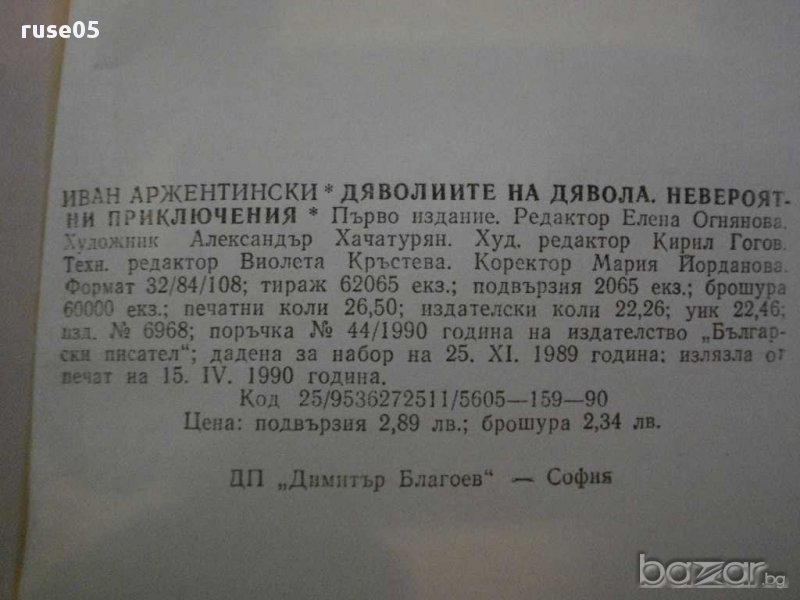 ruse05
ИВАН АРЖЕНТИНСКИ * ДЯВОЛИИТЕ НА ДЯВОЛА. НЕВЕРОЯТ-
НИ ПРИКЛЮЧЕНИЯ * Първо издание. Редактор Елена Огнянова.
Художник Александър Хачатурян. Худ. редактор Кирил Гогов.
Техн. редактор Виолета Кръстева. Коректор Мария Йорданова.
Формат 32/84/108; тираж 62065 екз.; подвързия 2065 екз.; брошура
60000 екз.; печатни коли 26,50; издателски коли 22,26; уик 22,46;
изд. № 6968; поръчка № 44/1990 година на издателство „Българ-
ски писател“; дадена за набор на 25. XI. 1989 година; излязла от
печат на 15. IV. 1990 година.
Код 25/9536272511/5605—159—90
Цена: подвързия 2,89 лв.; брошура 2,34 лв.
ДП „Димитър Благоев“ — София
bazar.bg